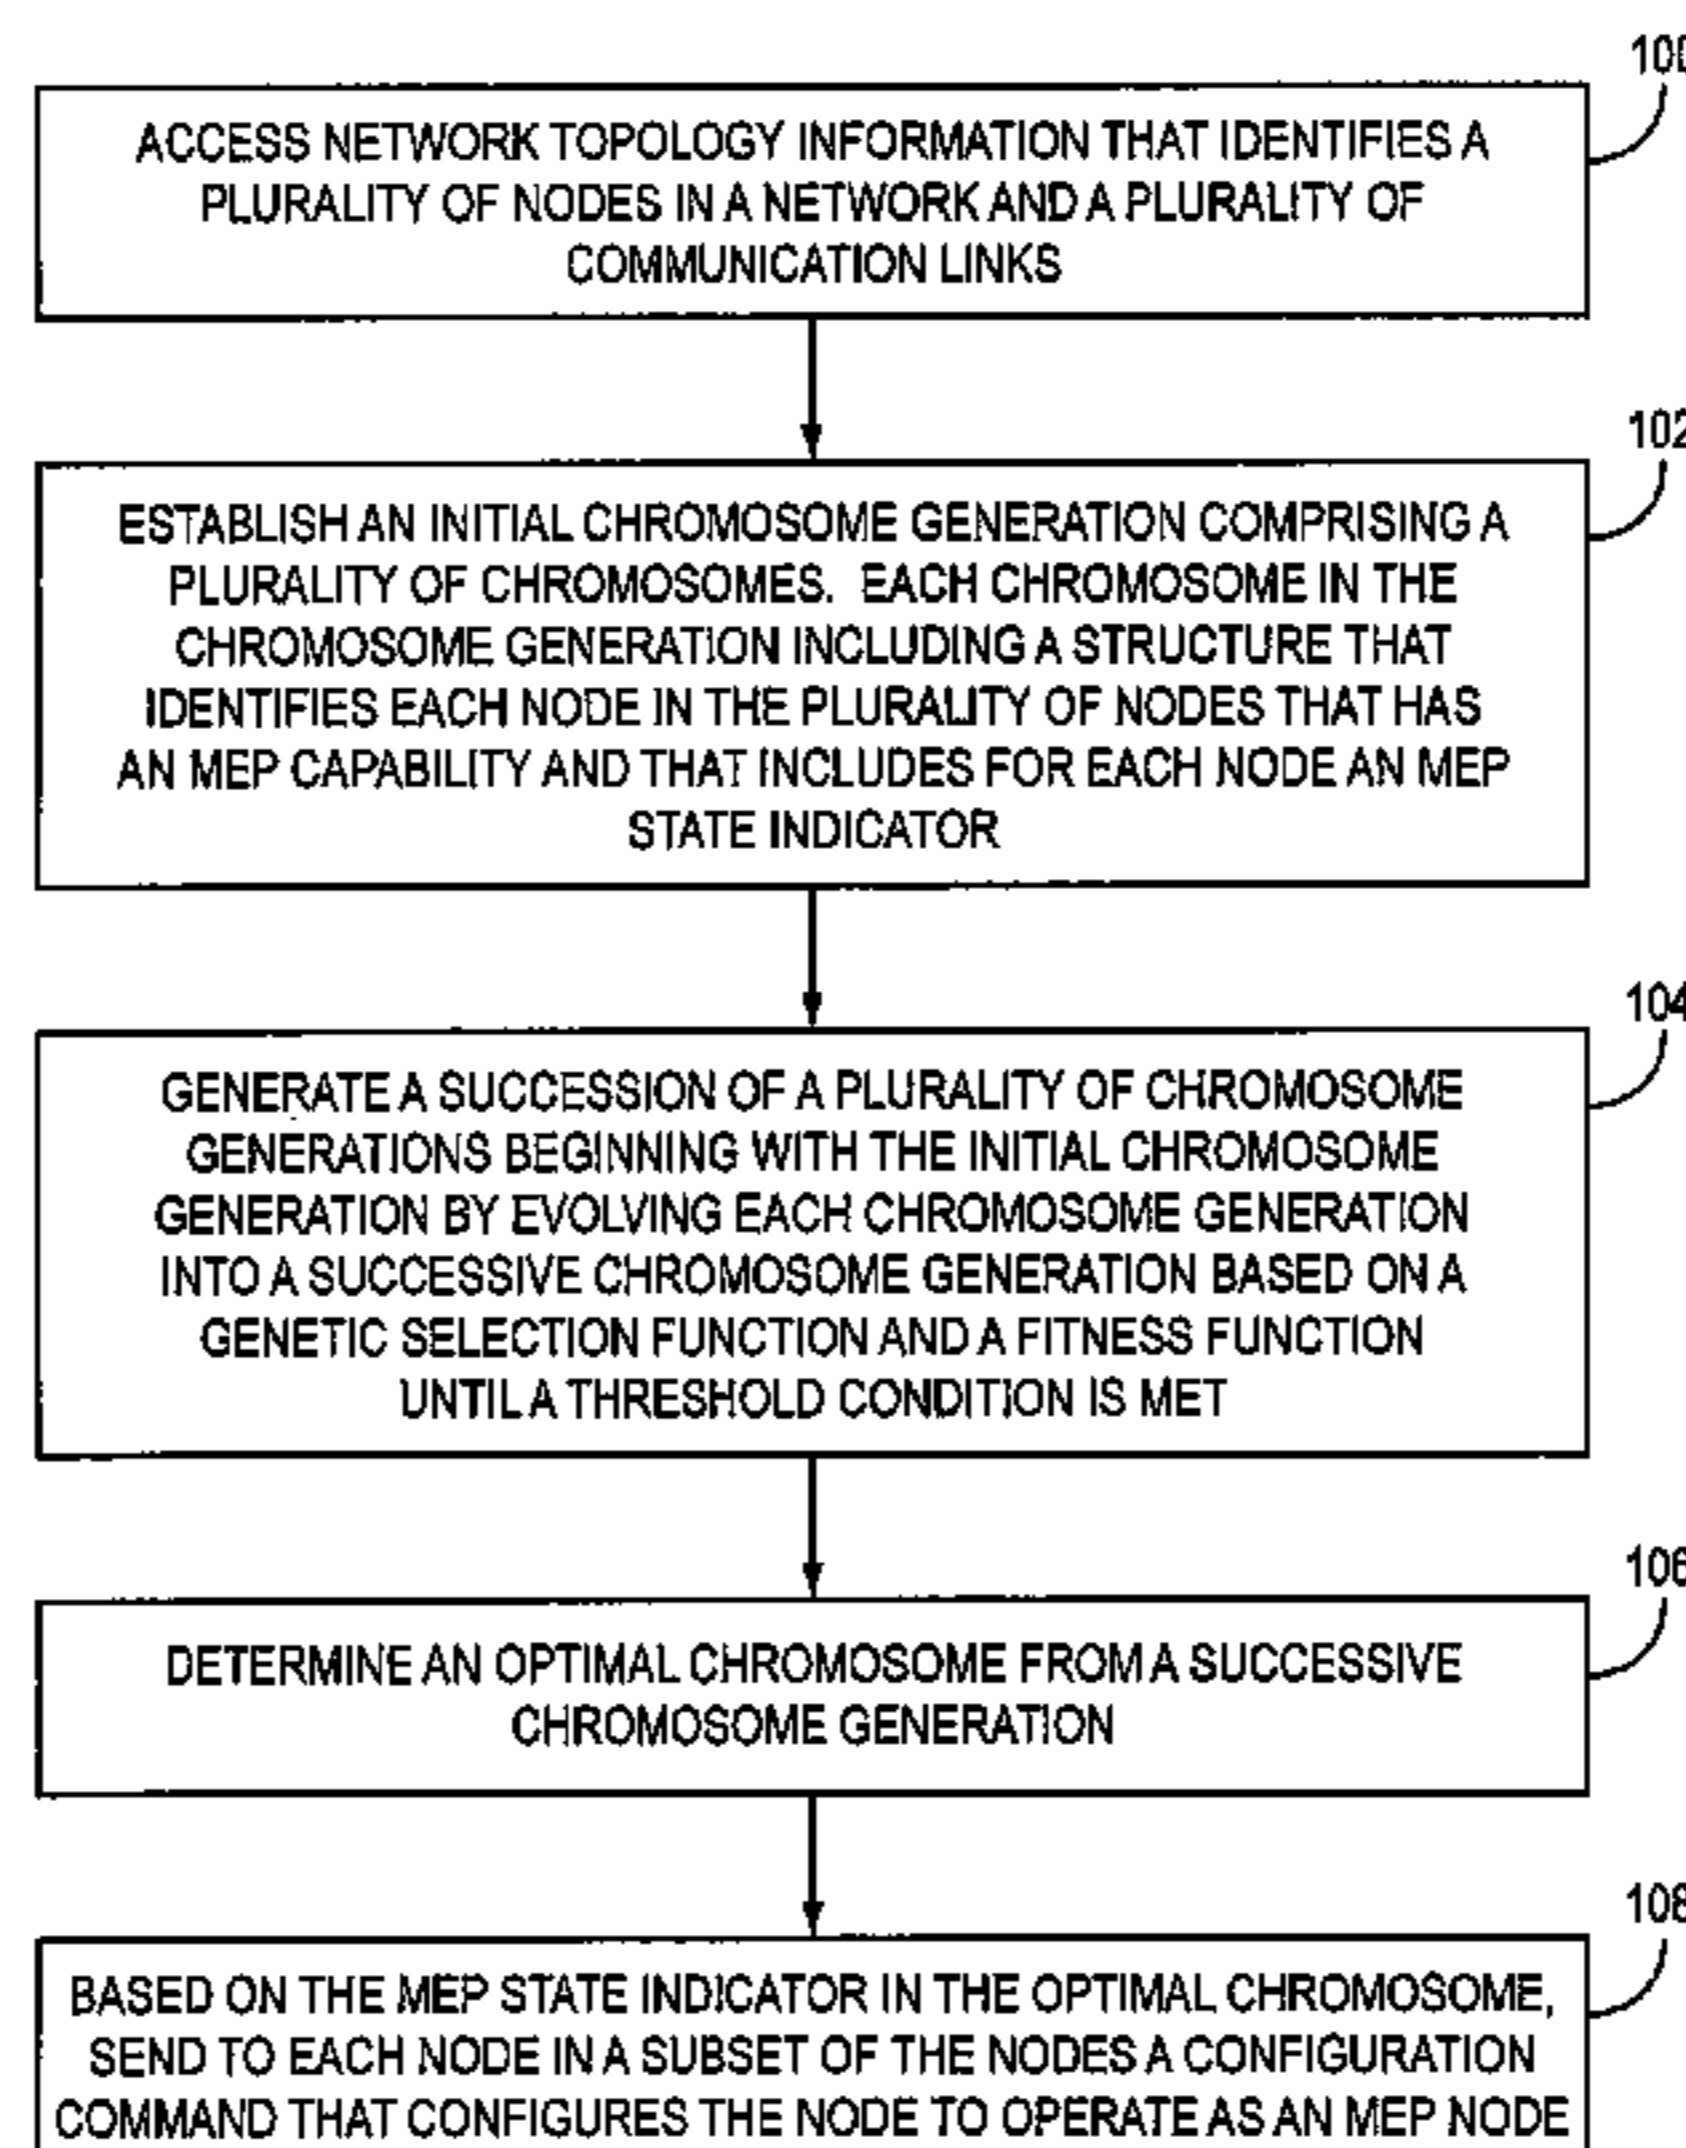 100
ACCESS NETWORK TOPOLOGY INFORMATION THAT IDENTIFIES A
PLURALITY OF NODES IN A NETWORK AND A PLURALITY OF
COMMUNICATION LINKS
102
ESTABLISH AN INITIAL CHROMOSOME GENERATION COMPRISING A
PLURALITY OF CHROMOSOMES. EACH CHROMOSOME IN THE
CHROMOSOME GENERATION INCLUDING A STRUCTURE THAT
IDENTIFIES EACH NODE IN THE PLURALITY OF NODES THAT HAS
AN MEP CAPABILITY AND THAT INCLUDES FOR EACH NODE AN MEP
STATE INDICATOR
104
GENERATE A SUCCESSION OF A PLURALITY OF CHROMOSOME
GENERATIONS BEGINNING WITH THE INITIAL CHROMOSOME
GENERATION BY EVOLVING EACH CHROMOSOME GENERATION
INTO A SUCCESSIVE CHROMOSOME GENERATION BASED ON A
GENETIC SELECTION FUNCTION AND A FITNESS FUNCTION
UNTIL A THRESHOLD CONDITION IS MET
106
DETERMINE AN OPTIMAL CHROMOSOME FROM A SUCCESSIVE
CHROMOSOME GENERATION
108
BASED ON THE MEP STATE INDICATOR IN THE OPTIMAL CHROMOSOME,
SEND TO EACH NODE IN A SUBSET OF THE NODES A CONFIGURATION
COMMAND THAT CONFIGURES THE NODE TO OPERATE AS AN MEP NODE